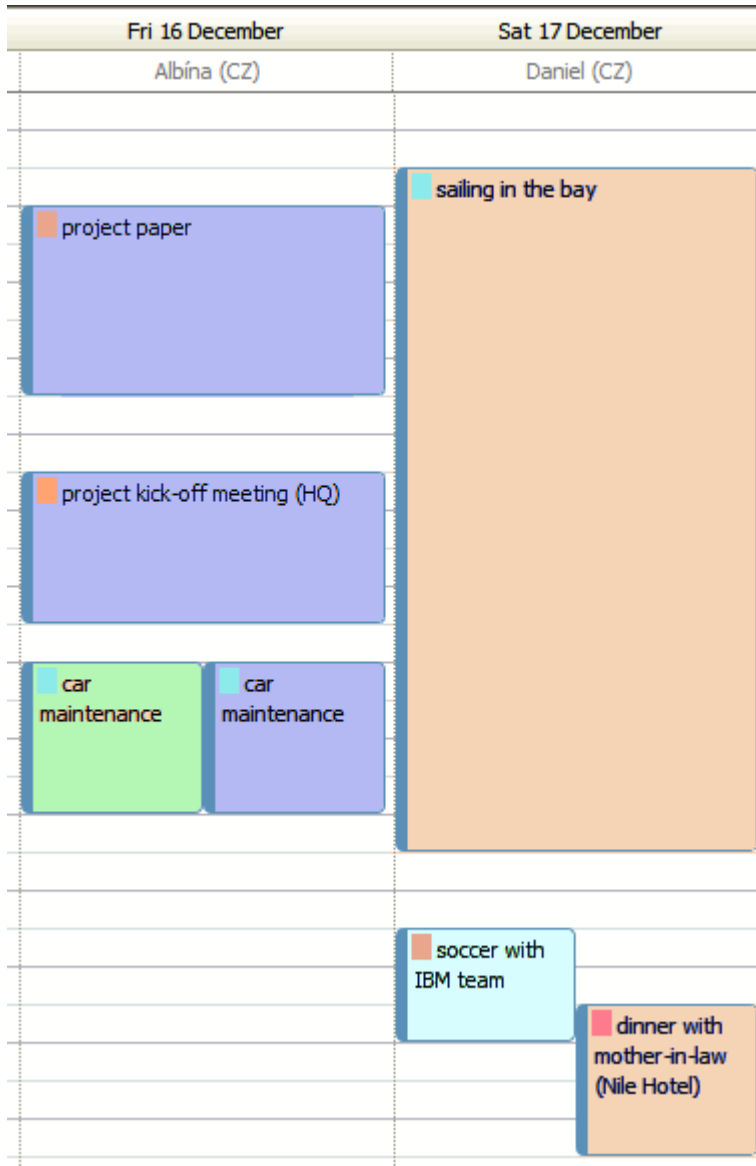 Fri 16 December
Albína (CZ)
project paper
project kick-off meeting (HQ)
car
maintenance
car
maintenance
Sat 17 December
Daniel (CZ)
sailing in the bay
soccer with
IBM team
dinner with
mother-in-law
(Nile Hotel)